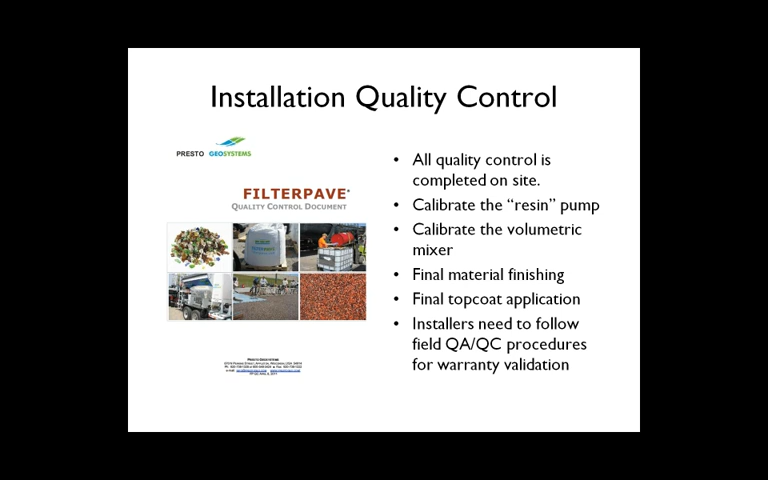 Installation Quality Control
PRESTO GEOSYSTEMS
FILTERPAVE
QUALITY CONTROL DOCUMENT
PRESTO GEOSYSTEMS
• All quality control is
completed on site.
• Calibrate the “resin” pump
• Calibrate the volumetric
mixer
• Final material finishing
• Final topcoat application
• Installers need to follow
field QA/QC procedures
for warranty validation